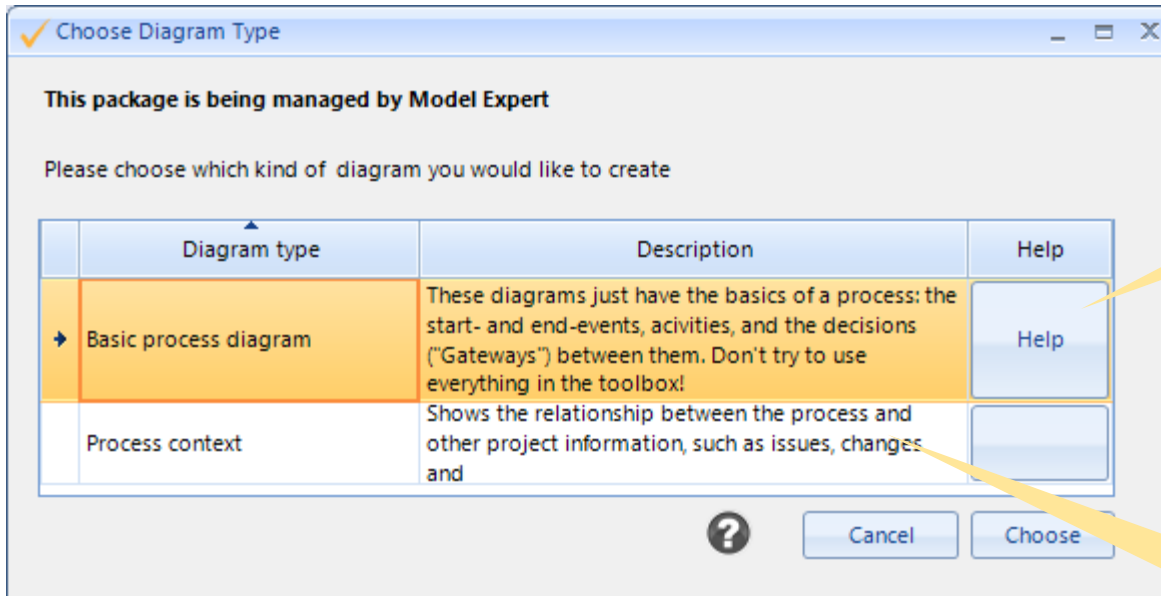 Choose Diagram Type
This package is being managed by Model Expert
Please choose which kind of diagram you would like to create
Diagram type Description Help
Basic process diagram
These diagrams just have the basics of a process: the
start- and end-events, acivities, and the decisions
("Gateways") between them. Don't try to use
everything in the toolbox!
Help
Process context
Shows the relationship between the process and
other project information, such as issues, changes
and
? Cancel Choose